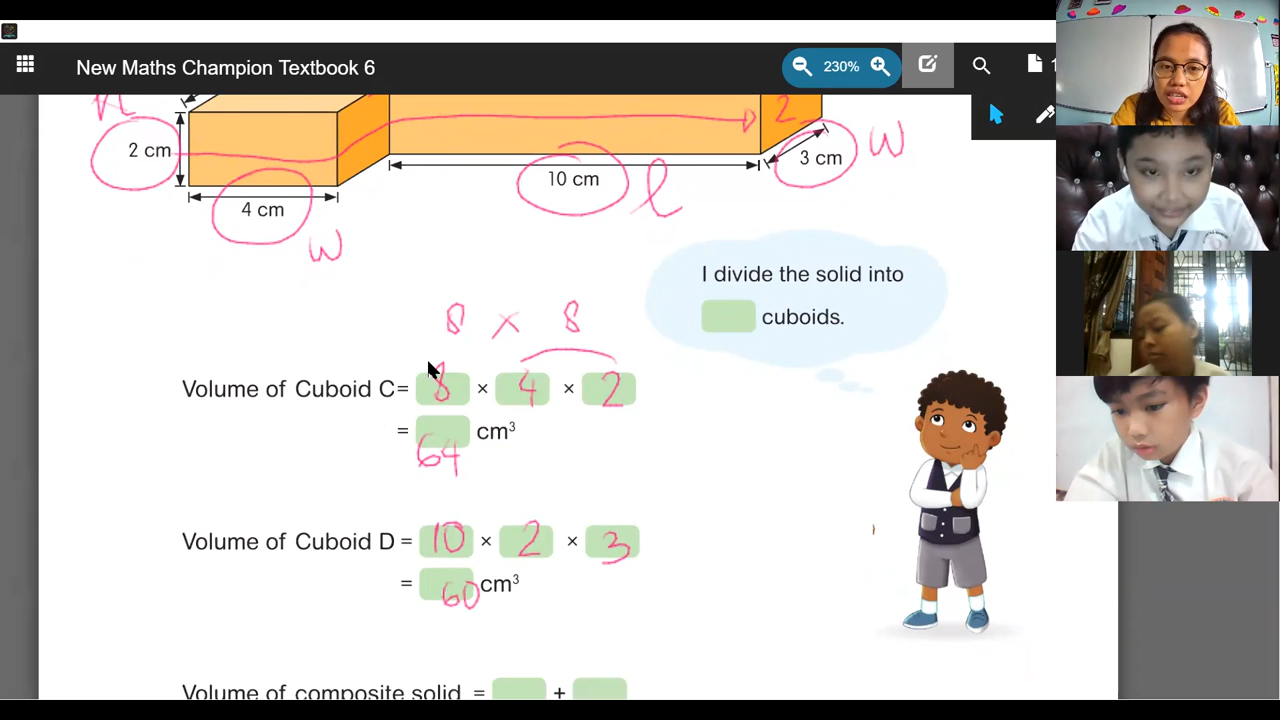 New Maths Champion Textbook 6
230%
1
2 cm
2
3 cm
w
10 cm
l
4 cm
w
I divide the solid into
cuboids.
8 × 8
Volume of Cuboid C = 8 × 4 × 2
= 64 cm³
Volume of Cuboid D = 10 × 2 × 3
= 60 cm³
Volume of composite solid = +